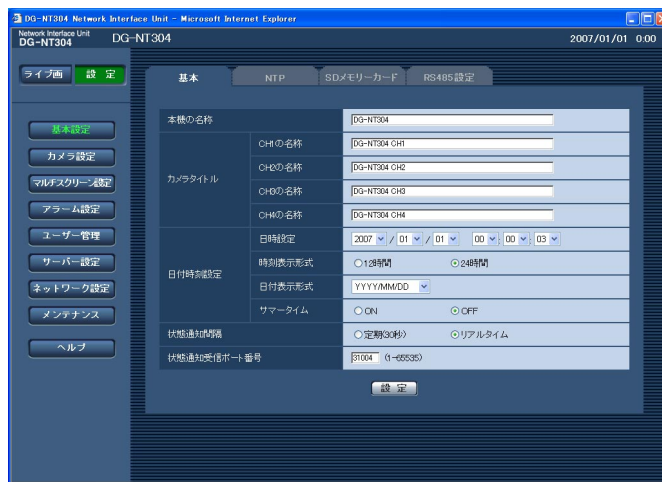 DG-NT304 Network Interface Unit - Microsoft Internet Explorer
Network Interface Unit
DG-NT304
DG-NT304
2007/01/01 0:00
ライブ画
設 定
基本
NTP
SDメモリーカード
RS485設定
基本設定
カメラ設定
マルチスクリーン設定
アラーム設定
ユーザー管理
サーバー設定
ネットワーク設定
メンテナンス
ヘルプ
本機の名称
DG-NT304
カメラタイトル
CH1の名称
DG-NT304 CH1
CH2の名称
DG-NT304 CH2
CH3の名称
DG-NT304 CH3
CH4の名称
DG-NT304 CH4
日付時刻設定
日時設定
2007 / 01 / 01 00 : 00 : 03
時刻表示形式
12時間
24時間
日付表示形式
YYYY/MM/DD
サマータイム
ON
OFF
状態通知間隔
定期(30秒)
リアルタイム
状態通知受信ポート番号
31004 (1-65535)
設 定